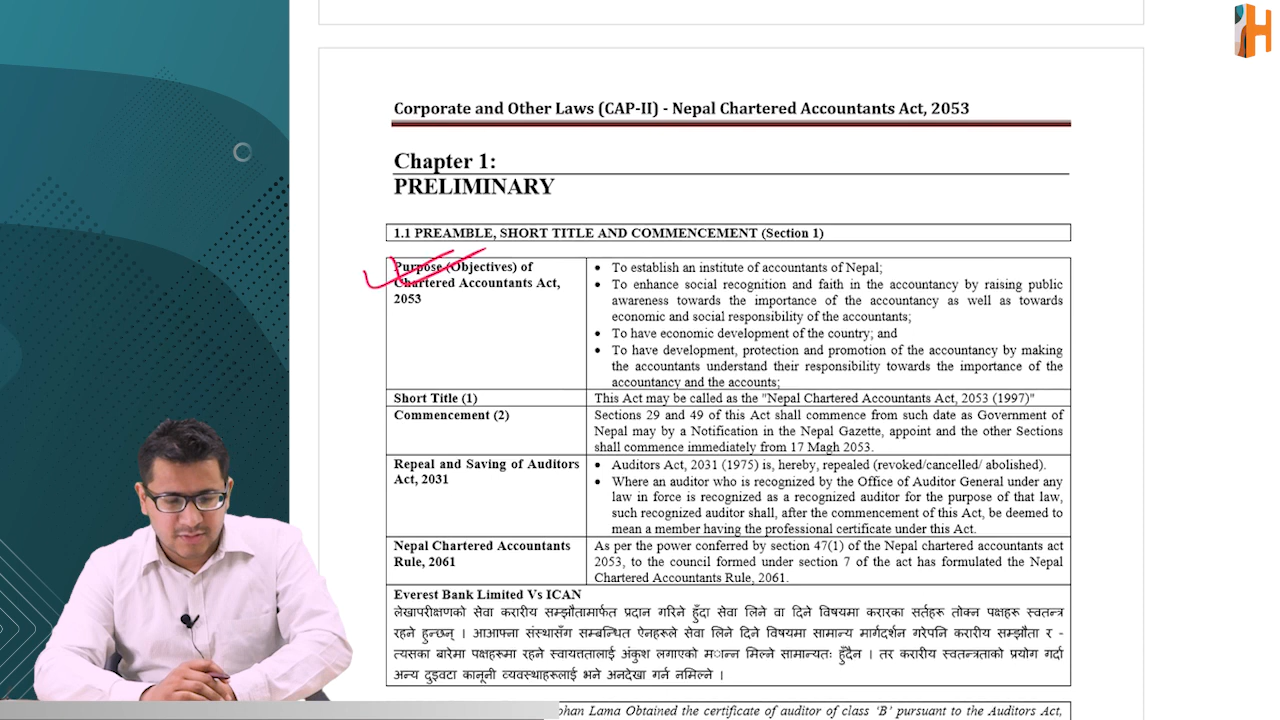 Corporate and Other Laws (CAP-II) - Nepal Chartered Accountants Act, 2053
Chapter 1:
PRELIMINARY
1.1 PREAMBLE, SHORT TITLE AND COMMENCEMENT (Section 1)
Purpose (Objectives) of
Chartered Accountants Act,
2053
• To establish an institute of accountants of Nepal;
• To enhance social recognition and faith in the accountancy by raising public
awareness towards the importance of the accountancy as well as towards
economic and social responsibility of the accountants;
• To have economic development of the country; and
• To have development, protection and promotion of the accountancy by making
the accountants understand their responsibility towards the importance of the
accountancy and the accounts;
Short Title (1)
This Act may be called as the "Nepal Chartered Accountants Act, 2053 (1997)"
Commencement (2)
Sections 29 and 49 of this Act shall commence from such date as Government of
Nepal may by a Notification in the Nepal Gazette, appoint and the other Sections
shall commence immediately from 17 Magh 2053.
Repeal and Saving of Auditors
Act, 2031
• Auditors Act, 2031 (1975) is, hereby, repealed (revoked/cancelled/ abolished).
• Where an auditor who is recognized by the Office of Auditor General under any
law in force is recognized as a recognized auditor for the purpose of that law,
such recognized auditor shall, after the commencement of this Act, be deemed to
mean a member having the professional certificate under this Act.
Nepal Chartered Accountants
Rule, 2061
As per the power conferred by section 47(1) of the Nepal chartered accountants act
2053, to the council formed under section 7 of the act has formulated the Nepal
Chartered Accountants Rule, 2061.
Everest Bank Limited Vs ICAN
लेखापरीक्षणको सेवा करारीय सम्झौतामार्फत प्रदान गरिने हुँदा सेवा लिने वा दिने विषयमा करारका सर्तहरू तोक्न पक्षहरू स्वतन्त्र
रहने हुन्छन् । आआफ्ना संस्थासँग सम्बन्धित ऐनहरूले सेवा लिने दिने विषयमा सामान्य मार्गदर्शन गरेपनि करारीय सम्झौता र -
त्यसका बारेमा पक्षहरूमा रहने स्वायत्ततालाई अंकुश लगाएको मान्न मिल्ने सामान्यतः हुँदैन । तर करारीय स्वतन्त्रताको प्रयोग गर्दा
अन्य दुइवटा कानूनी व्यवस्थाहरूलाई भने अनदेखा गर्न नमिल्ने ।
ohan Lama Obtained the certificate of auditor of class ‘B’ pursuant to the Auditors Act,
H